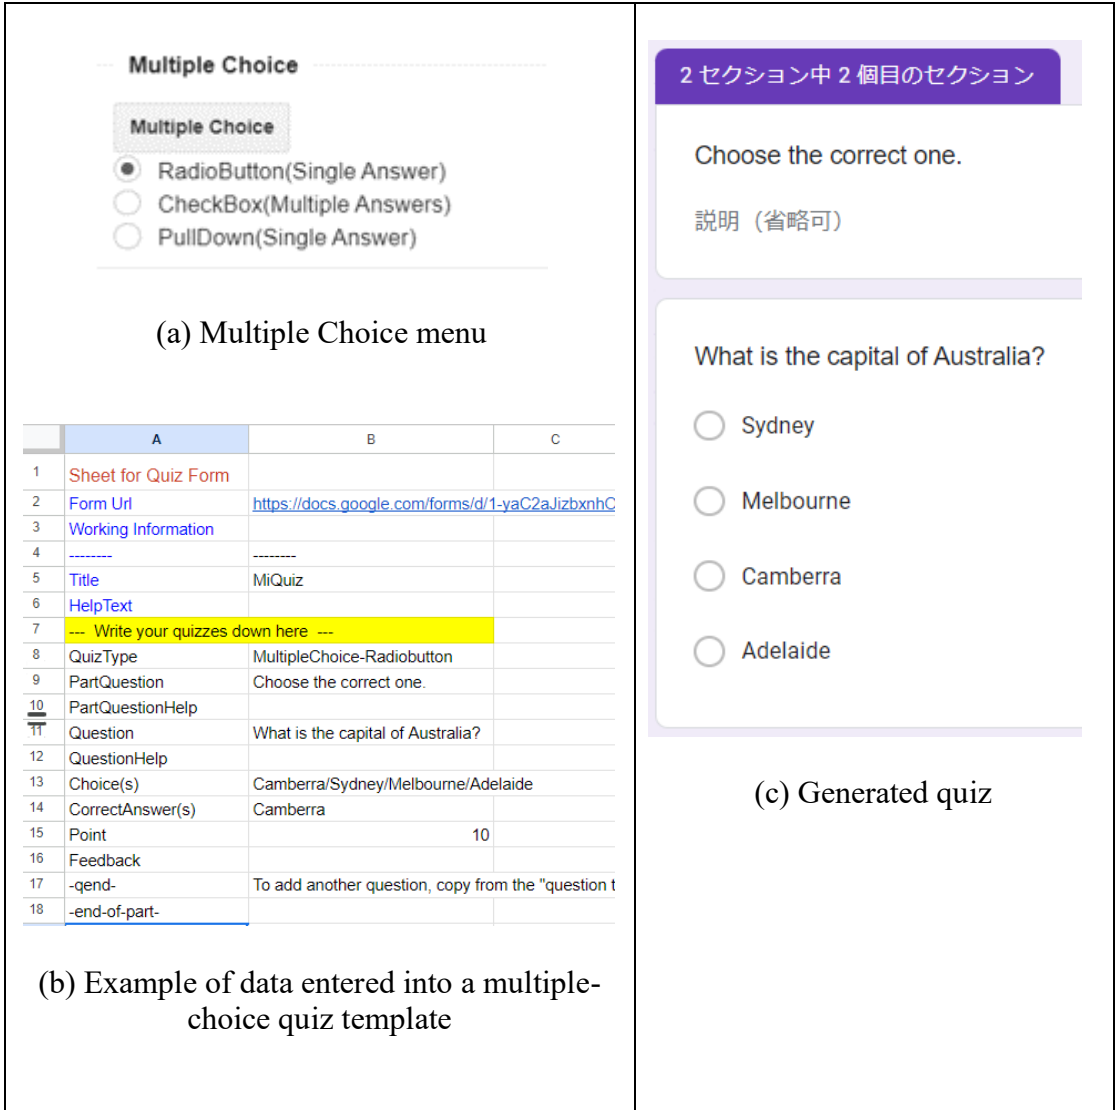 Multiple Choice
Multiple Choice
RadioButton(Single Answer)
CheckBox(Multiple Answers)
PullDown(Single Answer)
(a) Multiple Choice menu
A B C
1 Sheet for Quiz Form
2 Form Url https://docs.google.com/forms/d/1-yaC2aJizbxnhC
3 Working Information
4 -------- --------
5 Title MiQuiz
6 HelpText
7 --- Write your quizzes down here ---
8 QuizType MultipleChoice-Radiobutton
9 PartQuestion Choose the correct one.
10 PartQuestionHelp
11 Question What is the capital of Australia?
12 QuestionHelp
13 Choice(s) Camberra/Sydney/Melbourne/Adelaide
14 CorrectAnswer(s) Camberra
15 Point 10
16 Feedback
17 -qend- To add another question, copy from the "question t
18 -end-of-part-
(b) Example of data entered into a multiple-
choice quiz template
2 セクション中 2 個目のセクション
Choose the correct one.
説明（省略可）
What is the capital of Australia?
Sydney
Melbourne
Camberra
Adelaide
(c) Generated quiz